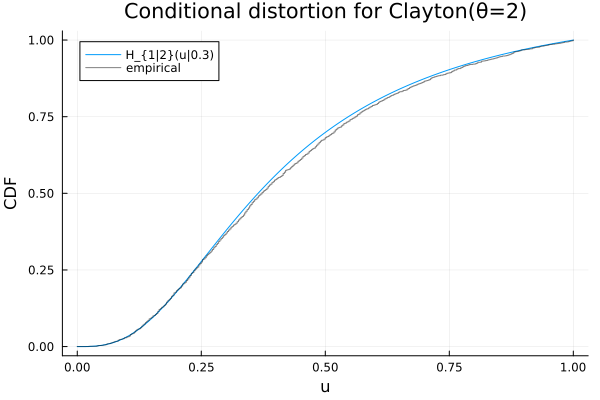 Conditional distortion for Clayton(θ=2)
H_{1|2}(u|0.3)
empirical
CDF
1.00
0.75
0.50
0.25
0.00
0.00 0.25 0.50 0.75 1.00
u